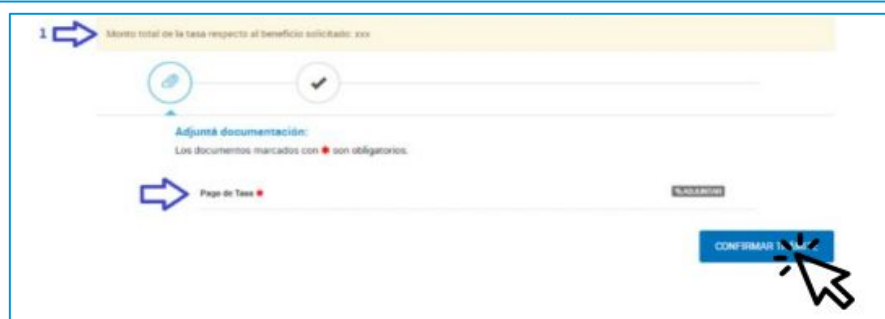 1
Monto total de la tasa respecto al beneficio solicitado: xxx
Adjuntá documentación:
Los documentos marcados con * son obligatorios.
Pago de Tasa *
ADJUNTAR
CONFIRMAR